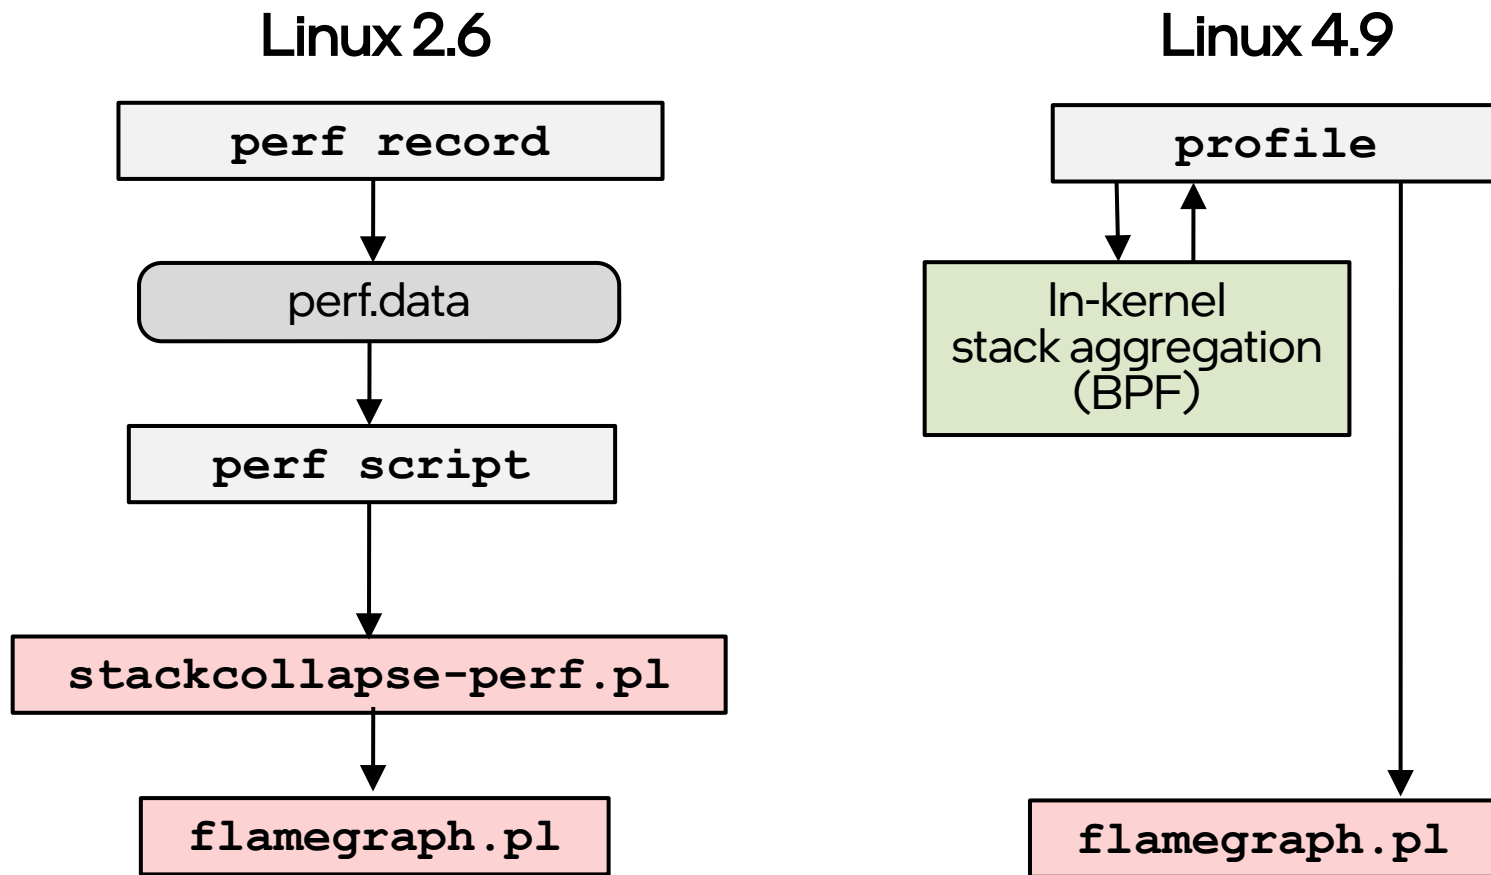 Linux 2.6
perf record
perf.data
perf script
stackcollapse-perf.pl
flamegraph.pl
Linux 4.9
profile
In-kernel
stack aggregation
(BPF)
flamegraph.pl